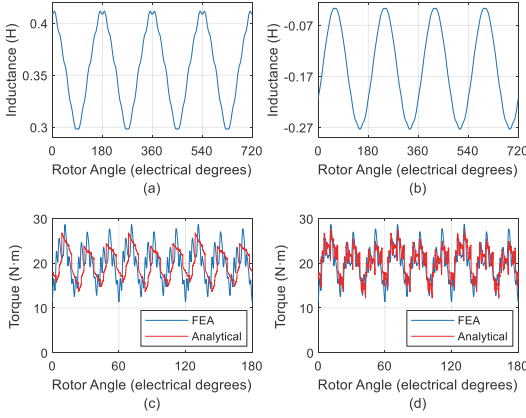 0.4
0.35
0.3
Inductance (H)
0 180 360 540 720
Rotor Angle (electrical degrees)
(a)
-0.07
-0.17
-0.27
Inductance (H)
0 180 360 540 720
Rotor Angle (electrical degrees)
(b)
30
20
10
0
Torque (N·m)
FEA
Analytical
0 60 120 180
Rotor Angle (electrical degrees)
(c)
30
20
10
0
Torque (N·m)
FEA
Analytical
0 60 120 180
Rotor Angle (electrical degrees)
(d)